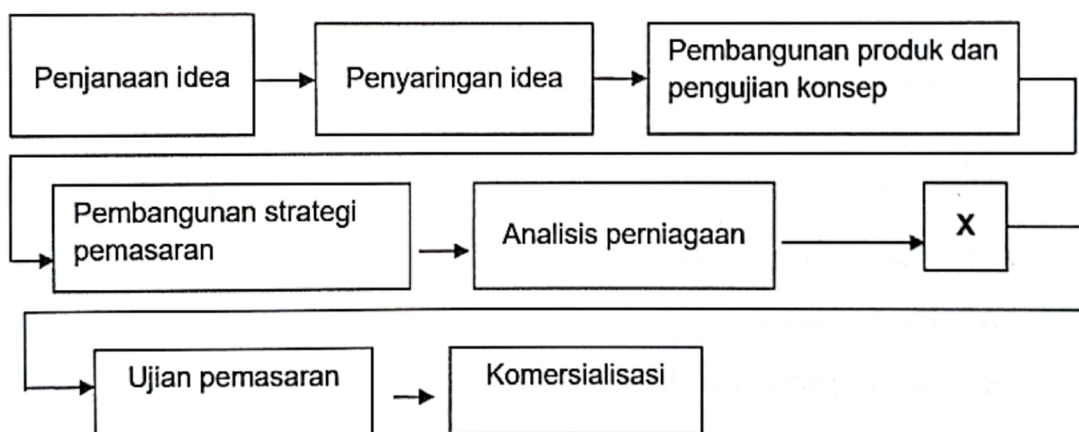 Penjanaan idea
Penyaringan idea
Pembangunan produk dan
pengujian konsep
Pembangunan strategi
pemasaran
Analisis perniagaan
X
Ujian pemasaran
Komersialisasi